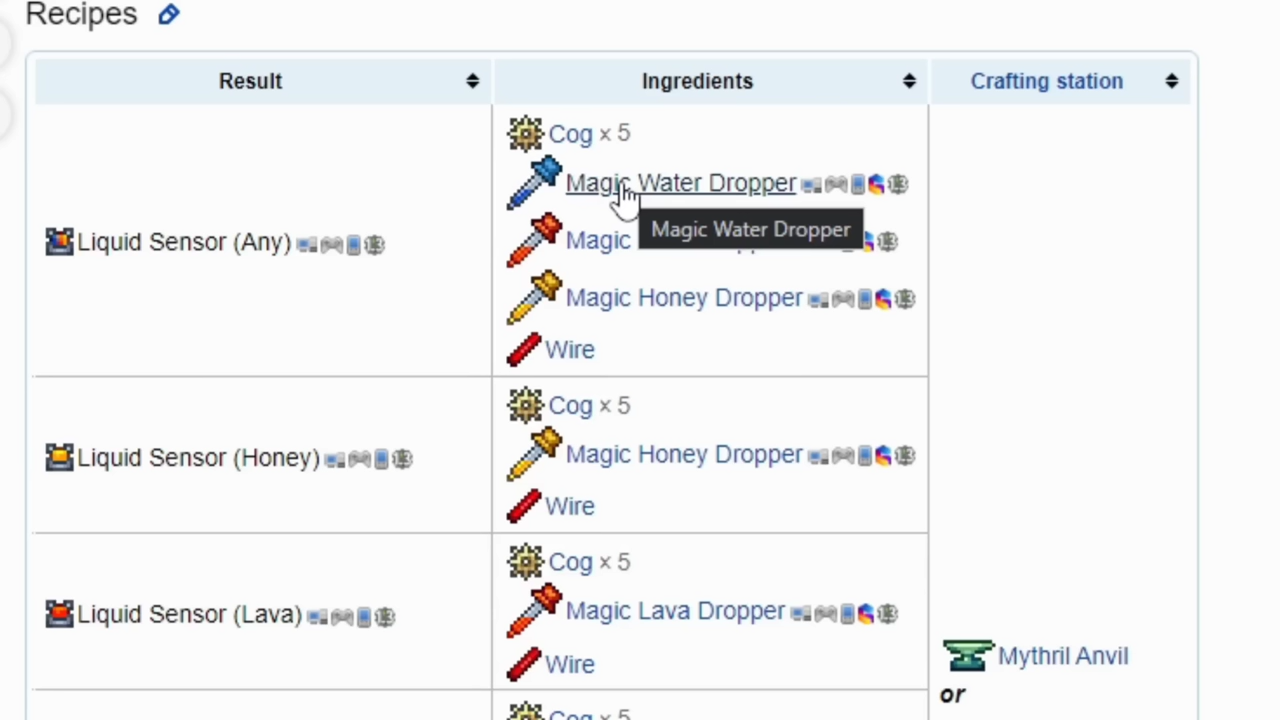 Recipes
Result
Ingredients
Crafting station
Cog × 5
Magic Water Dropper
Magic Water Dropper
Liquid Sensor (Any)
Magic
Magic Honey Dropper
Wire
Cog × 5
Liquid Sensor (Honey)
Magic Honey Dropper
Wire
Cog × 5
Liquid Sensor (Lava)
Magic Lava Dropper
Wire
Mythril Anvil
or
Cog × 5